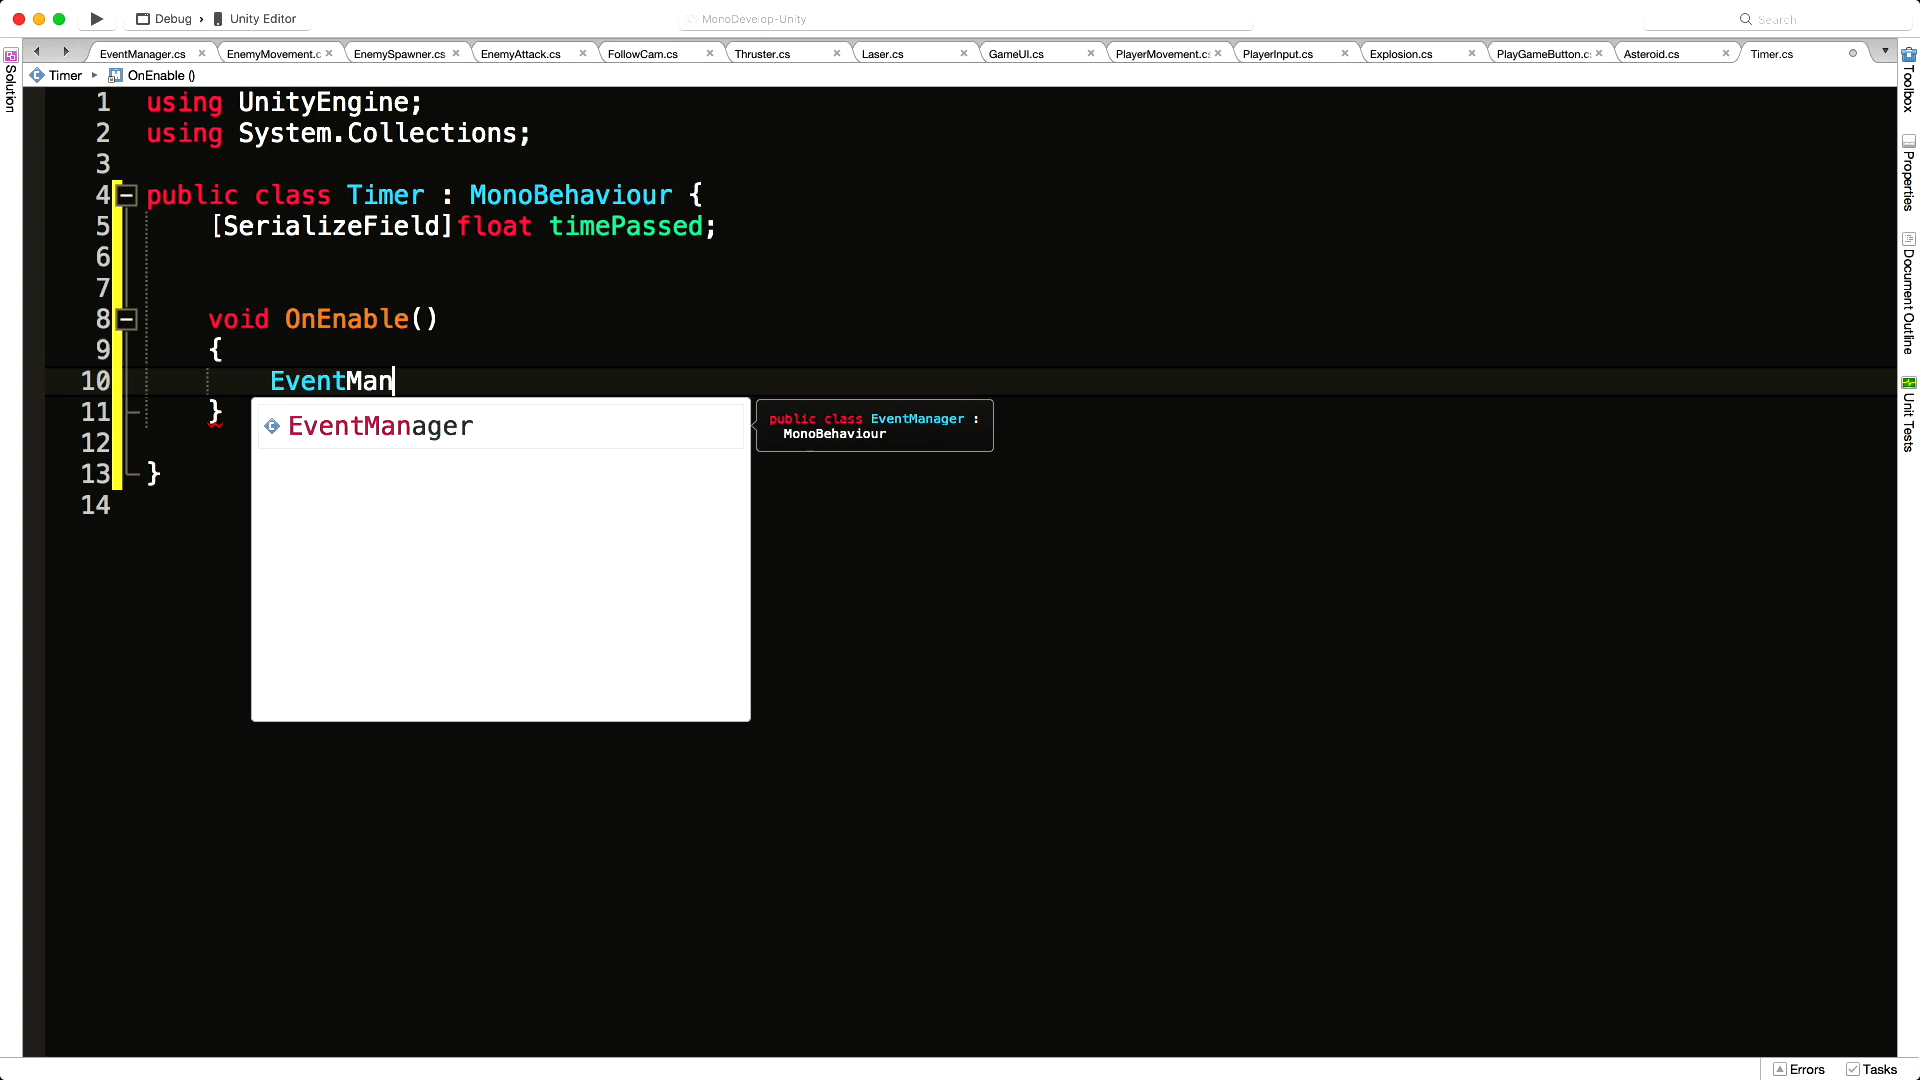 Debug › Unity Editor
MonoDevelop-Unity
Search
EventManager.cs
EnemyMovement.c
EnemySpawner.cs
EnemyAttack.cs
FollowCam.cs
Thruster.cs
Laser.cs
GameUI.cs
PlayerMovement.cs
PlayerInput.cs
Explosion.cs
PlayGameButton.cs
Asteroid.cs
Timer.cs
Timer
OnEnable ()
Solution
1 using UnityEngine;
2 using System.Collections;
3
4 public class Timer : MonoBehaviour {
5 [SerializeField]float timePassed;
6
7
8 void OnEnable()
9 {
10 EventMan
11 }
12
13 }
14
EventManager
public class EventManager :
MonoBehaviour
Toolbox
Properties
Document Outline
Unit Tests
Errors
Tasks